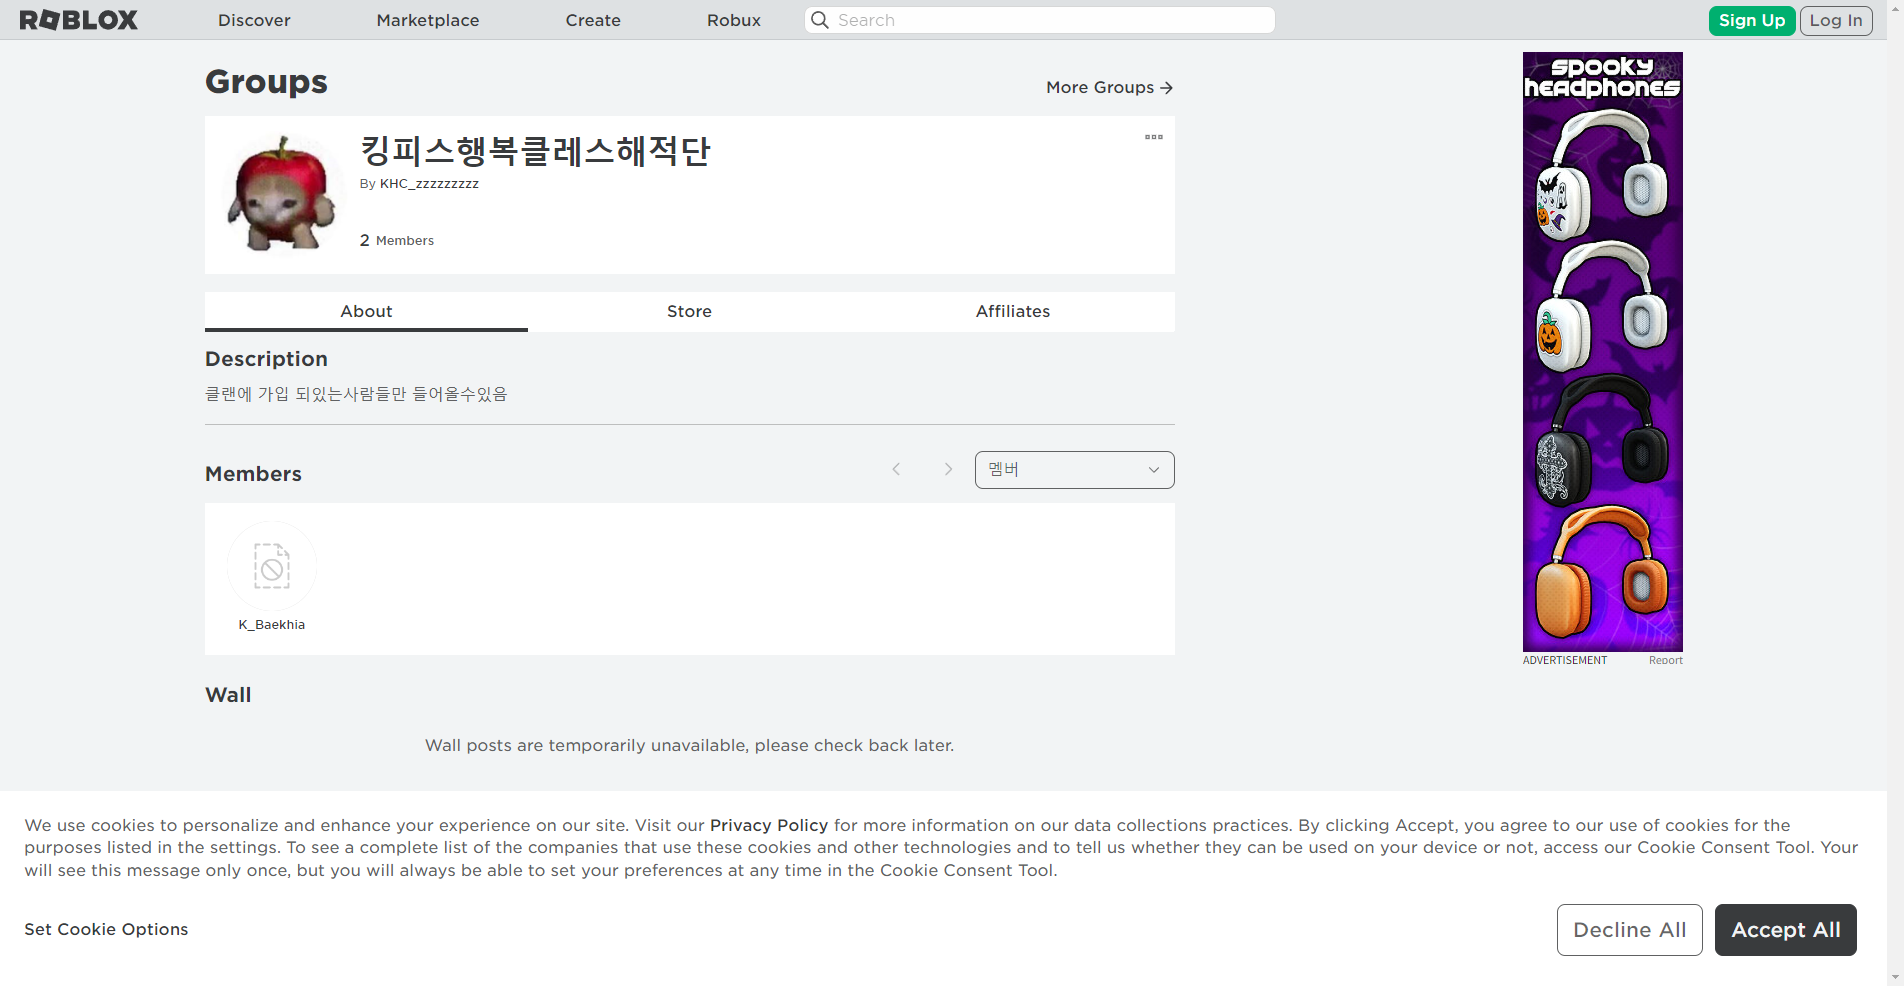 ROBLOX
Discover
Marketplace
Create
Robux
Search
Sign Up
Log In
Groups
More Groups
킹피스행복클레스해적단
By KHC_zzzzzzzzz
2 Members
About
Store
Affiliates
Description
클랜에 가입 되있는사람들만 들어올수있음
Members
멤버
K_Baekhia
Wall
Wall posts are temporarily unavailable, please check back later.
spooky
headphones
ADVERTISEMENT
Report
We use cookies to personalize and enhance your experience on our site. Visit our Privacy Policy for more information on our data collections practices. By clicking Accept, you agree to our use of cookies for the
purposes listed in the settings. To see a complete list of the companies that use these cookies and other technologies and to tell us whether they can be used on your device or not, access our Cookie Consent Tool. Your
will see this message only once, but you will always be able to set your preferences at any time in the Cookie Consent Tool.
Set Cookie Options
Decline All
Accept All